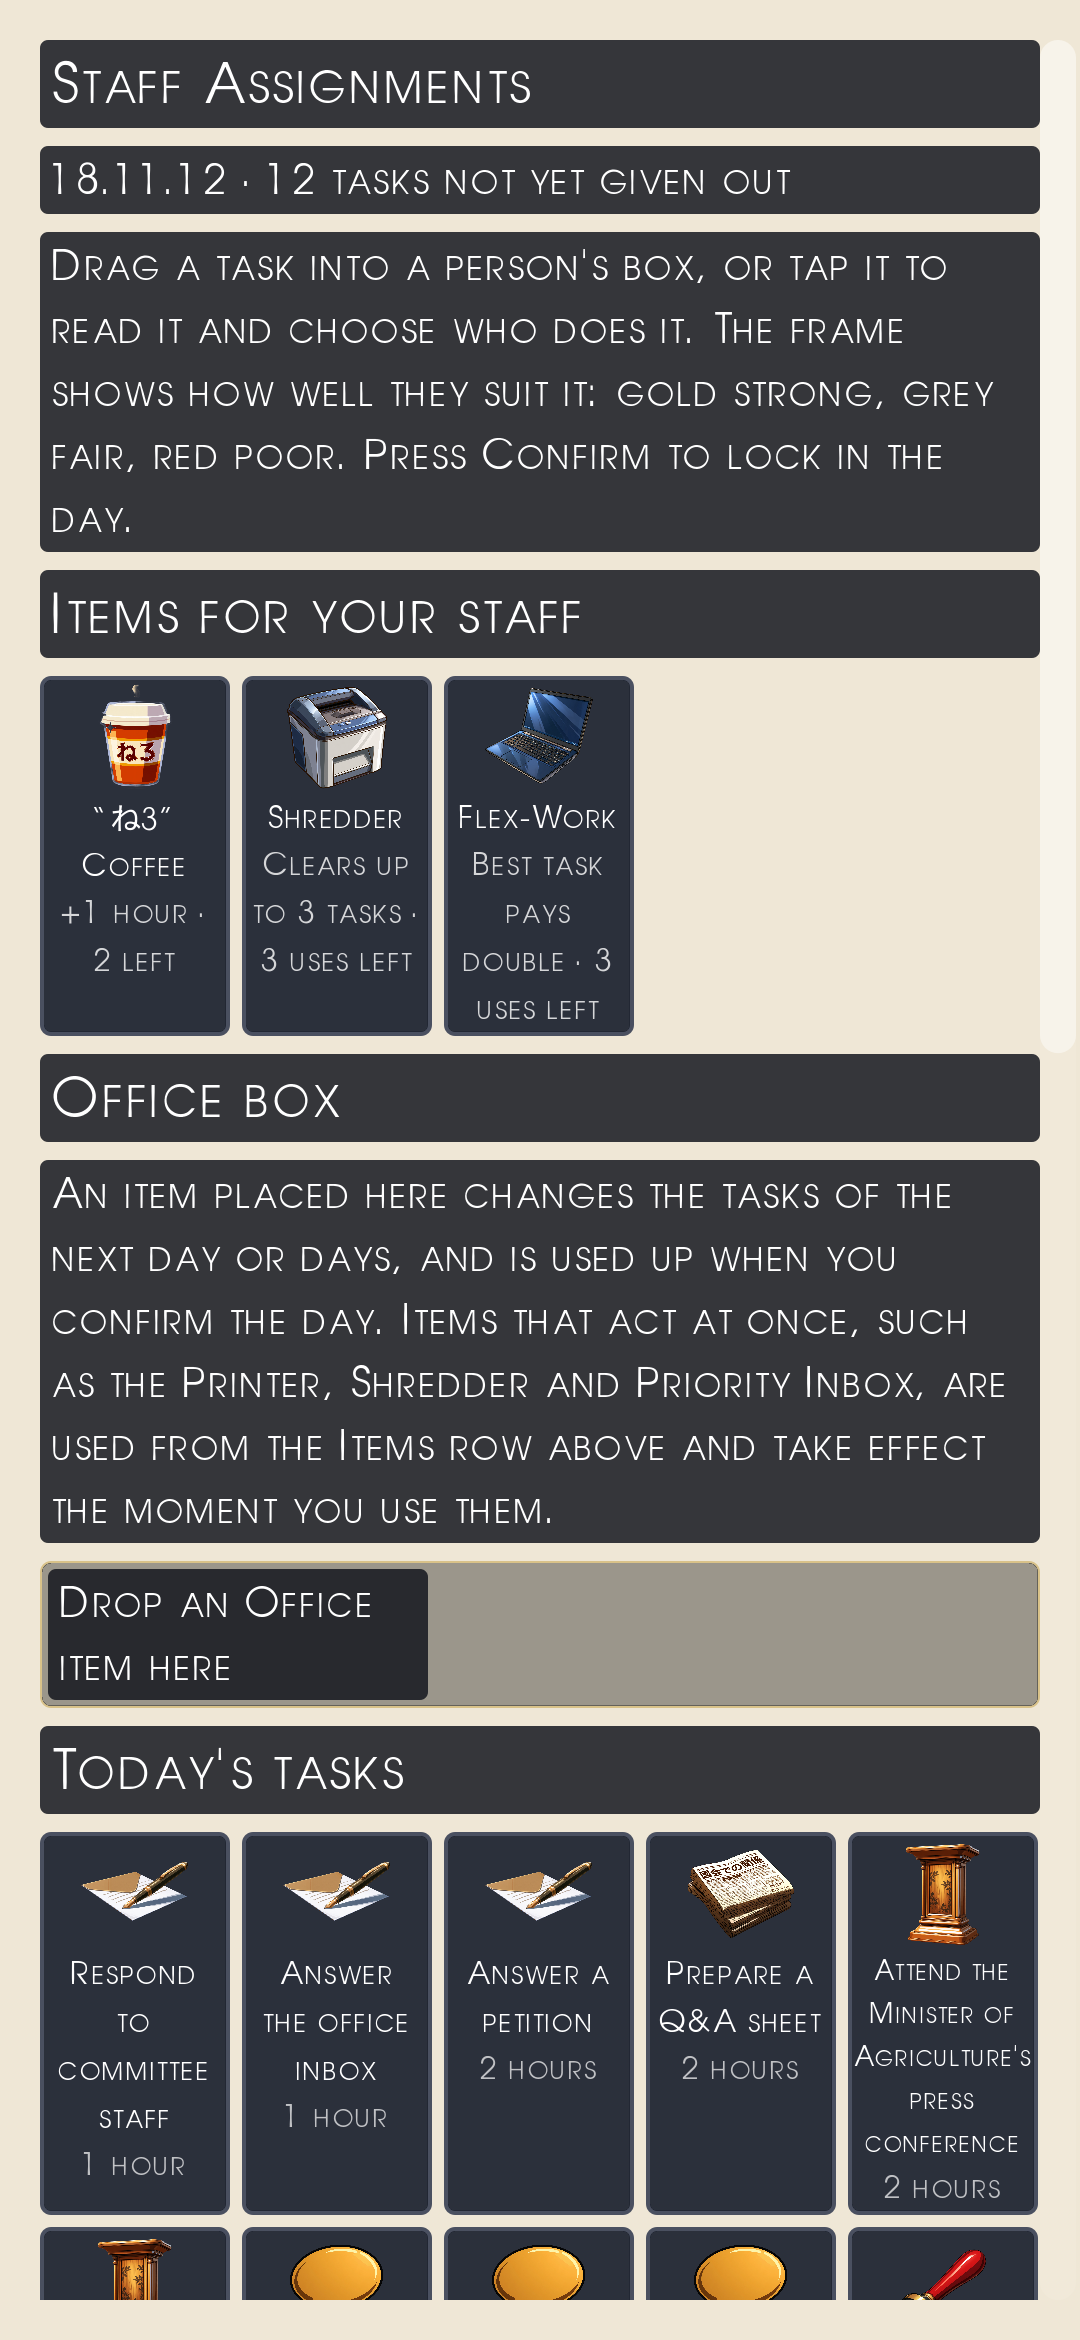 Staff Assignments
18.11.12 · 12 tasks not yet given out
Drag a task into a person's box, or tap it to
read it and choose who does it. The frame
shows how well they suit it: gold strong, grey
fair, red poor. Press Confirm to lock in the
day.
Items for your staff
ねろ
“ね3”
Coffee
+1 hour ·
2 left
Shredder
Clears up
to 3 tasks ·
3 uses left
Flex-Work
Best task
pays
double · 3
uses left
Office box
An item placed here changes the tasks of the
next day or days, and is used up when you
confirm the day. Items that act at once, such
as the Printer, Shredder and Priority Inbox, are
used from the Items row above and take effect
the moment you use them.
Drop an Office
item here
Today's tasks
Respond
to
committee
staff
1 hour
Answer
the office
inbox
1 hour
Answer a
petition
2 hours
Prepare a
Q&A sheet
2 hours
Attend the
Minister of
Agriculture's
press
conference
2 hours